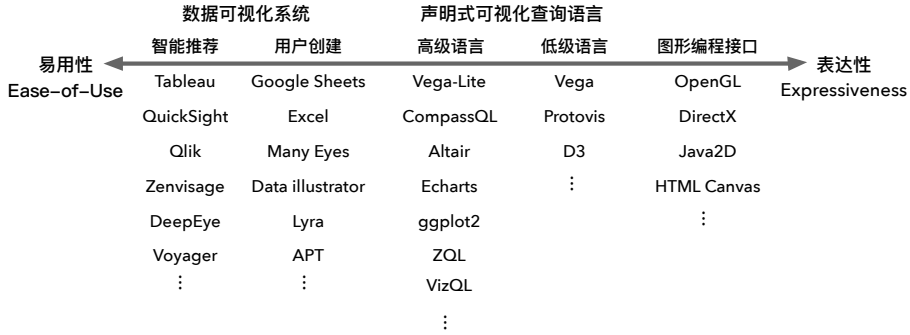 数据可视化系统 声明式可视化查询语言
智能推荐 用户创建 高级语言 低级语言 图形编程接口
易用性 表达性
Ease-of-Use Expressiveness
Tableau Google Sheets Vega-Lite Vega OpenGL
QuickSight Excel CompassQL Protovis DirectX
Qlik Many Eyes Altair D3 Java2D
Zenvisage Data illustrator Echarts ⋮ HTML Canvas
DeepEye Lyra ggplot2 ⋮
Voyager APT ZQL
⋮ ⋮ VizQL
⋮